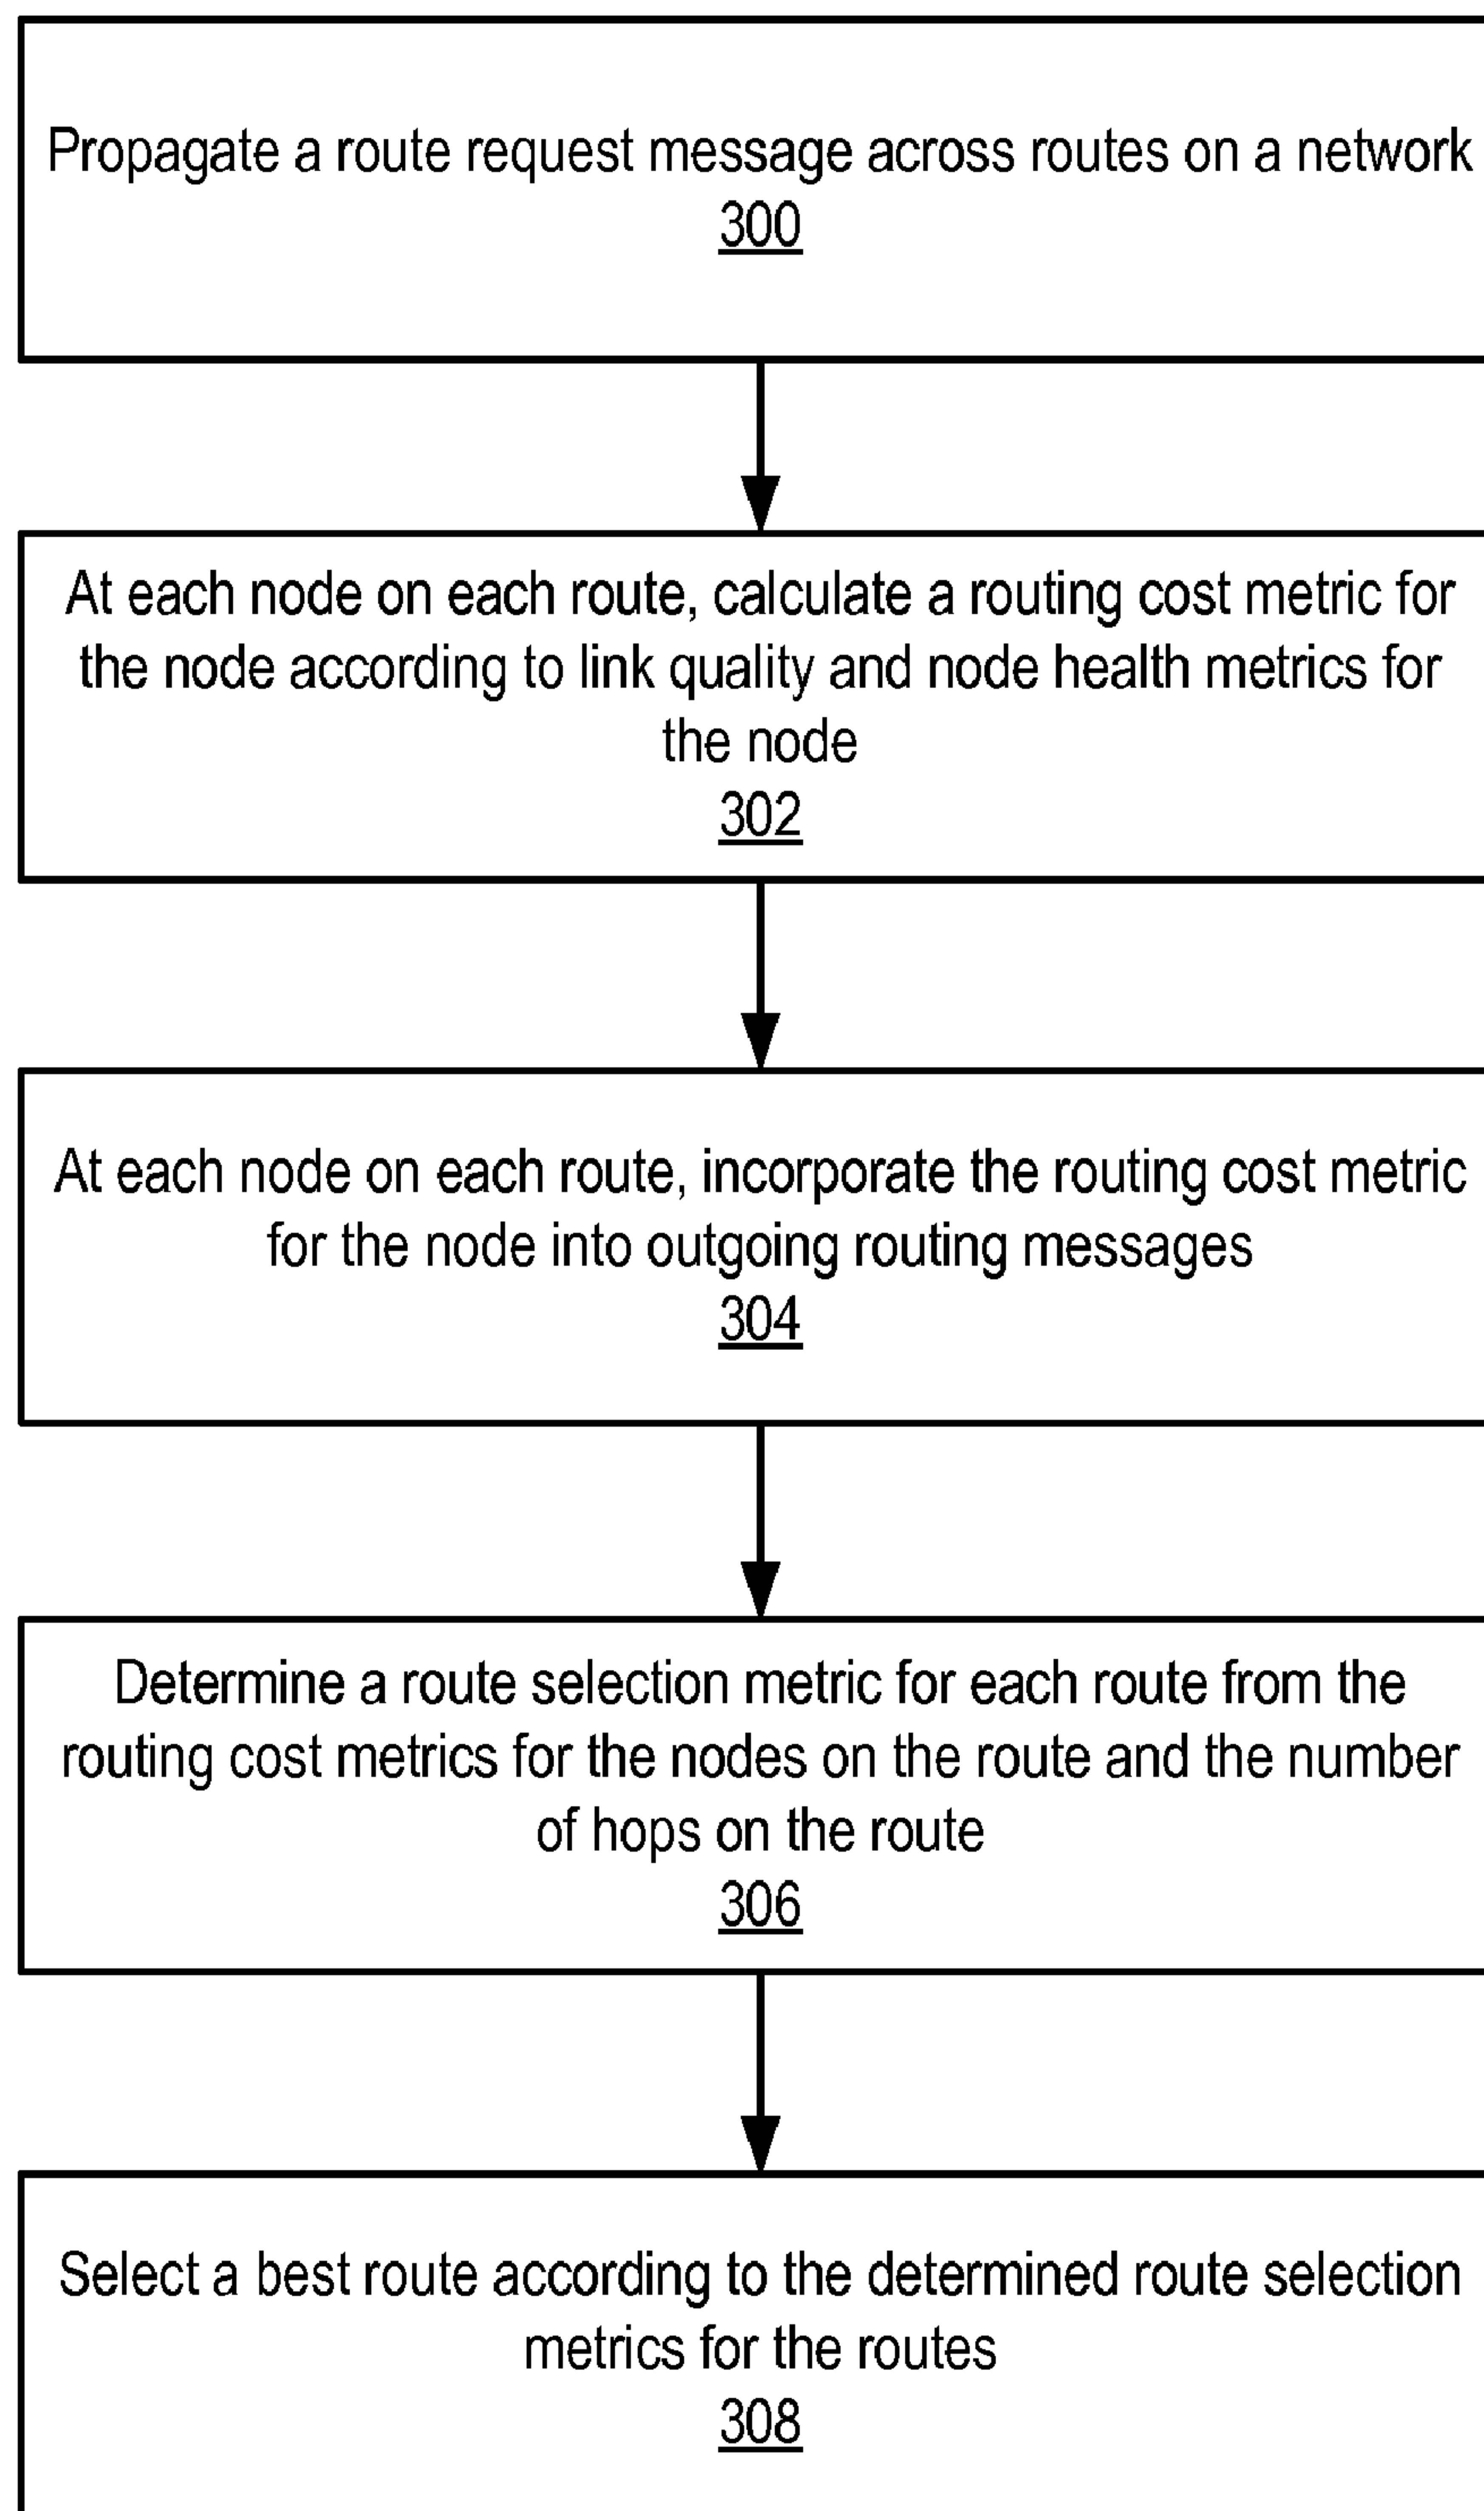 Propagate a route request message across routes on a network
300
At each node on each route, calculate a routing cost metric for
the node according to link quality and node health metrics for
the node
302
At each node on each route, incorporate the routing cost metric
for the node into outgoing routing messages
304
Determine a route selection metric for each route from the
routing cost metrics for the nodes on the route and the number
of hops on the route
306
Select a best route according to the determined route selection
metrics for the routes
308